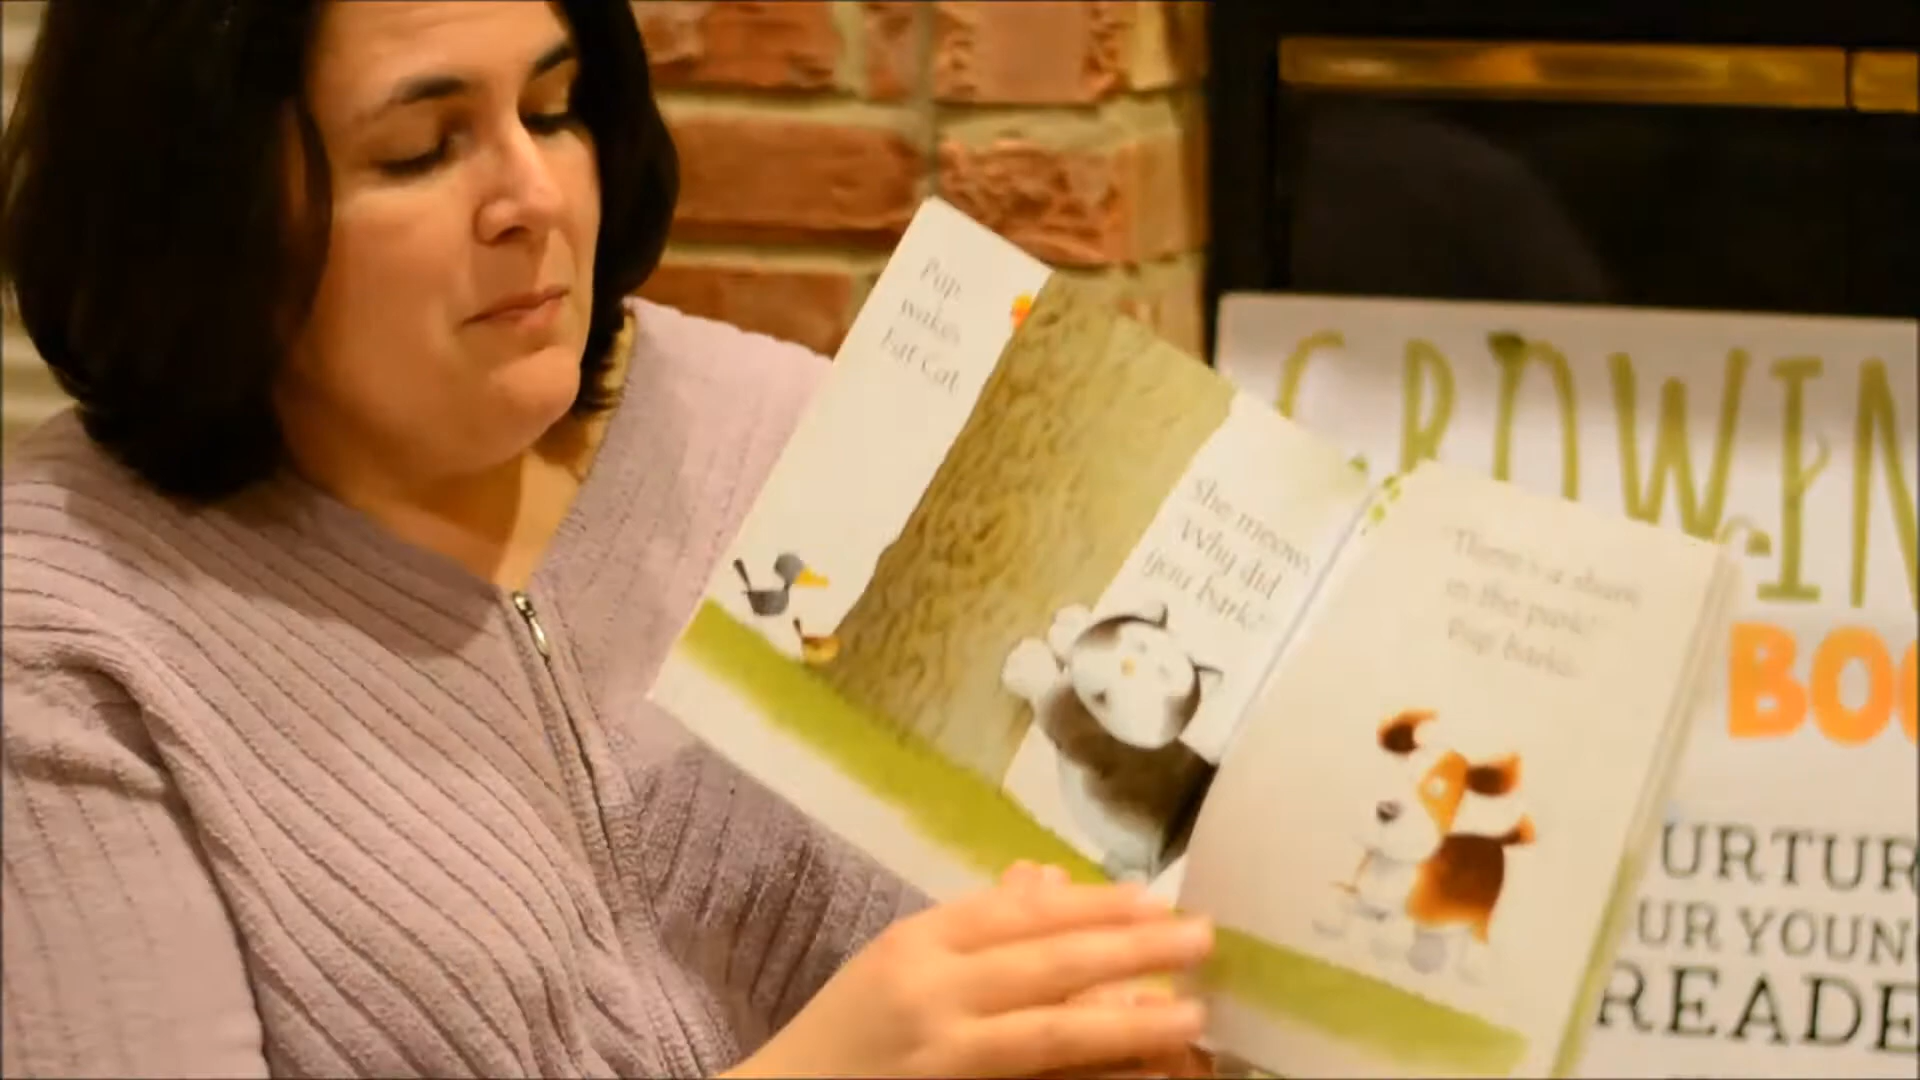 Pup
wakes
Fat Cat
She meows,
"Why did
you bark?"
"There's a shark
in the park!"
Pup barks.
GROWIN
BOO
URTUR
UR YOUN
READE